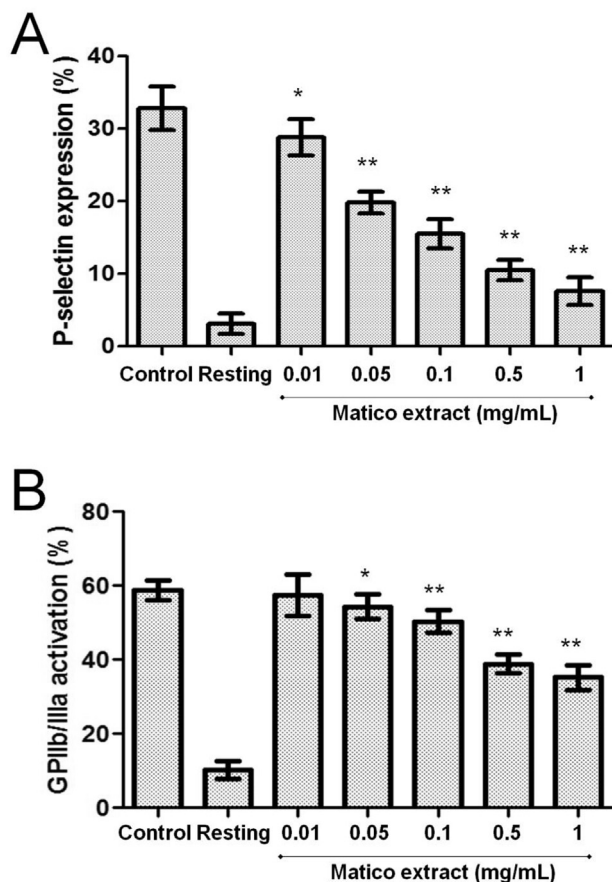 A
P-selectin expression (%)
40
30
20
10
0
* ** ** ** **
Control Resting 0.01 0.05 0.1 0.5 1
Matico extract (mg/mL)
B
GPIIb/IIIa activation (%)
80
60
40
20
0
* ** ** **
Control Resting 0.01 0.05 0.1 0.5 1
Matico extract (mg/mL)